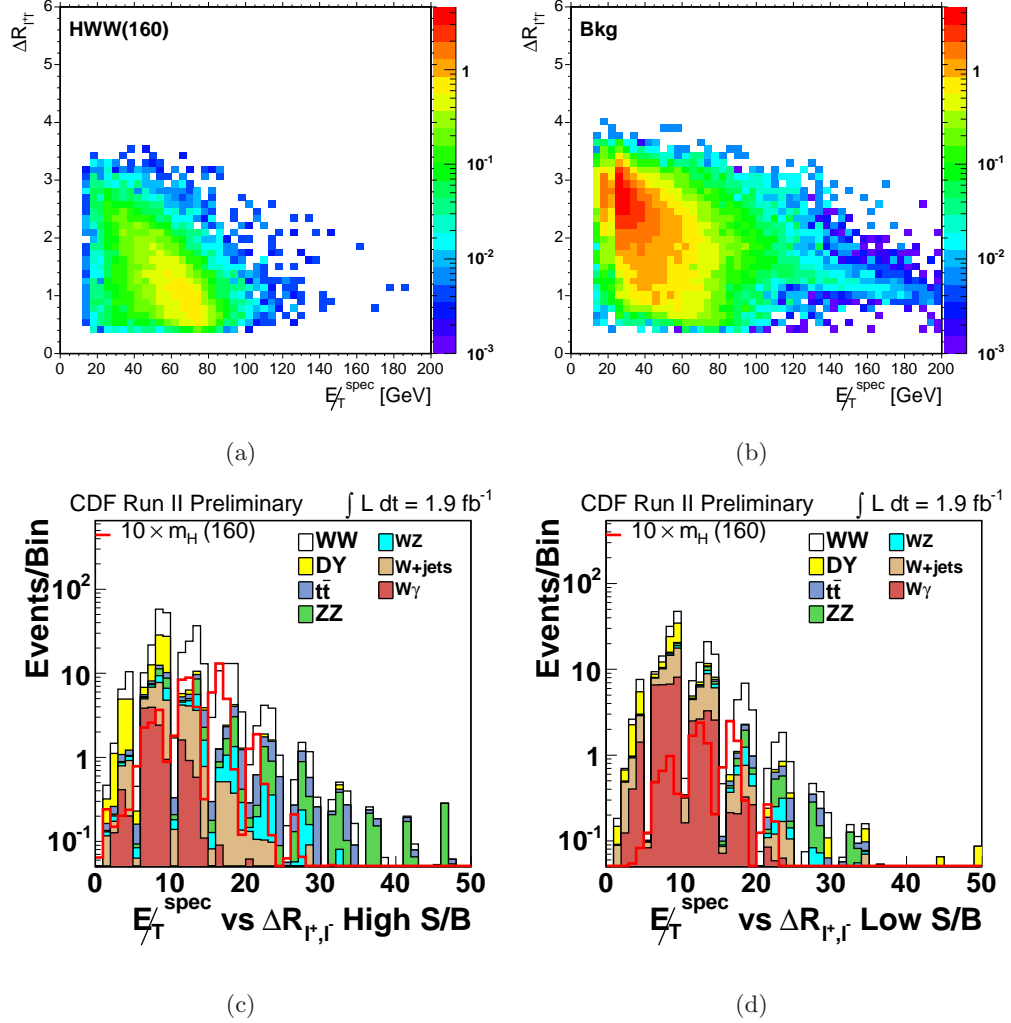 HWW(160)
ΔR_{l⁺l⁻}
6
5
4
3
2
1
0
0 20 40 60 80 100 120 140 160 180 200
E̸_T^{spec} [GeV]
1
10⁻¹
10⁻²
10⁻³
(a)
Bkg
ΔR_{l⁺l⁻}
6
5
4
3
2
1
0
0 20 40 60 80 100 120 140 160 180 200
E̸_T^{spec} [GeV]
1
10⁻¹
10⁻²
10⁻³
(b)
CDF Run II Preliminary ∫ L dt = 1.9 fb⁻¹
10 × m_H (160)
WW
DY
tt̄
ZZ
WZ
W+jets
Wγ
Events/Bin
10²
10
1
10⁻¹
0 10 20 30 40 50
E̸_T^{spec} vs ΔR_{l⁺,l⁻} High S/B
(c)
CDF Run II Preliminary ∫ L dt = 1.9 fb⁻¹
10 × m_H (160)
WW
DY
tt̄
ZZ
WZ
W+jets
Wγ
Events/Bin
10²
10
1
10⁻¹
0 10 20 30 40 50
E̸_T^{spec} vs ΔR_{l⁺,l⁻} Low S/B
(d)